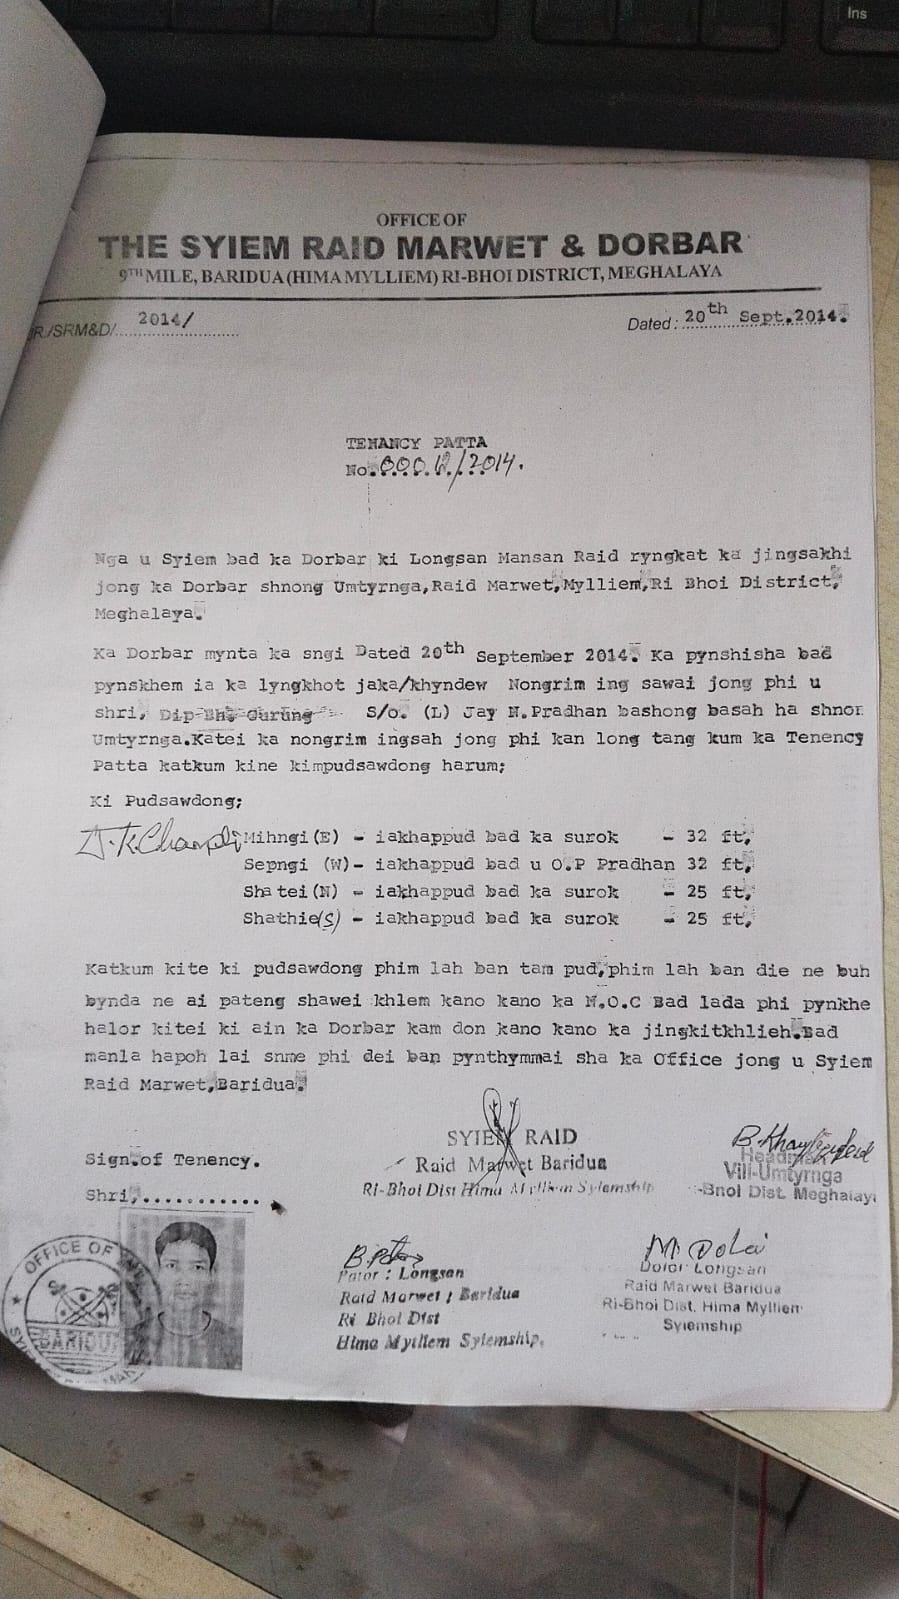 Ins
OFFICE OF
THE SYIEM RAID MARWET & DORBAR
9TH MILE, BARIDUA (HIMA MYLLIEM) RI-BHOI DISTRICT, MEGHALAYA
R./SRM&D/ 2014/
Dated: 20th Sept.2014.
TENANCY PATTA
No. 00012/2014.
Nga u Syiem bad ka Dorbar ki Longsan Mansan Raid ryngkat ka jingsakhi
jong ka Dorbar shnong Umtyrnga,Raid Marwet,Mylliem,Ri Bhoi District,
Meghalaya.
Ka Dorbar mynta ka sngi Dated 20th September 2014. Ka pynshisha bad
pynskhem ia ka lyngkhot jaka/khyndew Nongrim ing sawai jong phi u
shri, Dip Gurung S/o. (L) Jay N.Pradhan bashong basah ha shnon
Umtyrnga.Katei ka nongrim ingsah jong phi kan long tang kum ka Tenency
Patta katkum kine kimpudsawdong harum;
Ki Pudsawdong;
Mihngi(E) - iakhappud bad ka surok - 32 ft,
Sepngi (W)- iakhappud bad u O.P Pradhan 32 ft,
Shatei(N) - iakhappud bad ka surok - 25 ft,
Shathie(S) - iakhappud bad ka surok - 25 ft,
Katkum kite ki pudsawdong phim lah ban tam pud,phim lah ban die ne buh
bynda ne ai pateng shawei khlem kano kano ka N.O.C Bad lada phi pynkhe
halor kitei ki ain ka Dorbar kam don kano kano ka jingkitkhlieh.Bad
manla hapoh lai snme phi dei ban pynthymmai sha ka Office jong u Syiem
Raid Marwet,Baridua.
SYIEM RAID
Raid Marwet Baridua
Ri-Bhoi Dist Hima Mylliem Syiemship
Headman
Vill-Umtyrnga
-Bhoi Dist. Meghalaya
Sign.of Tenency.
Shri,............
OFFICE OF THE
BARIDUA
Pator : Longsan
Raid Marwet ; Baridua
Ri Bhoi Dist
Hima Mylliem Syiemship.
M. Doloi
Doloi Longsan
Raid Marwet Baridua
Ri-Bhoi Dist. Hima Mylliem
Syiemship